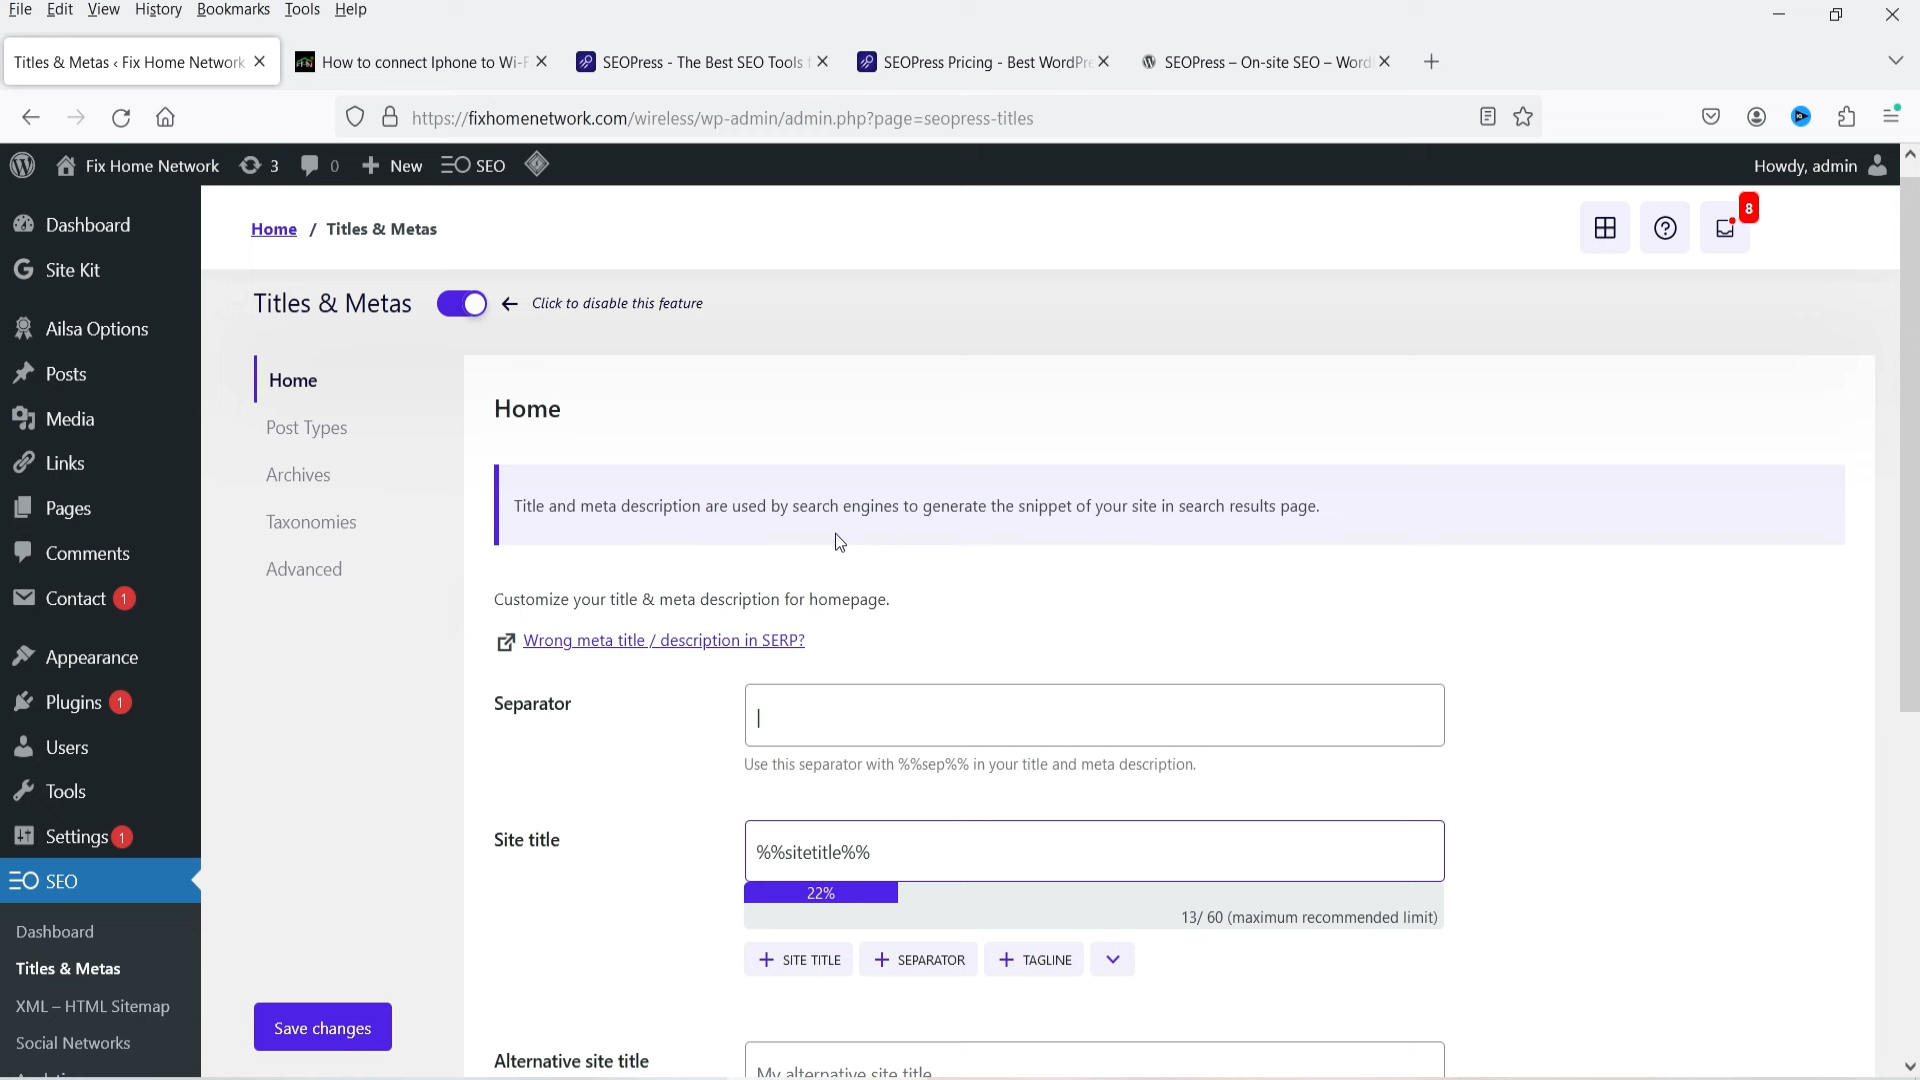 File Edit View History Bookmarks Tools Help
Titles & Metas ‹ Fix Home Network
How to connect Iphone to Wi-F
SEOPress - The Best SEO Tools
SEOPress Pricing - Best WordPre
SEOPress – On-site SEO – Word
https://fixhomenetwork.com/wireless/wp-admin/admin.php?page=seopress-titles
Fix Home Network 3 0 New SEO Howdy, admin
Dashboard
Site Kit
Ailsa Options
Posts
Media
Links
Pages
Comments
Contact 1
Appearance
Plugins 1
Users
Tools
Settings 1
SEO
Dashboard
Titles & Metas
XML – HTML Sitemap
Social Networks
Home / Titles & Metas
8
Titles & Metas
Click to disable this feature
Home
Post Types
Archives
Taxonomies
Advanced
Save changes
Home
Title and meta description are used by search engines to generate the snippet of your site in search results page.
Customize your title & meta description for homepage.
Wrong meta title / description in SERP?
Separator
|
Use this separator with %%sep%% in your title and meta description.
Site title
%%sitetitle%%
22%
13/ 60 (maximum recommended limit)
+ SITE TITLE
+ SEPARATOR
+ TAGLINE
Alternative site title
My alternative site title